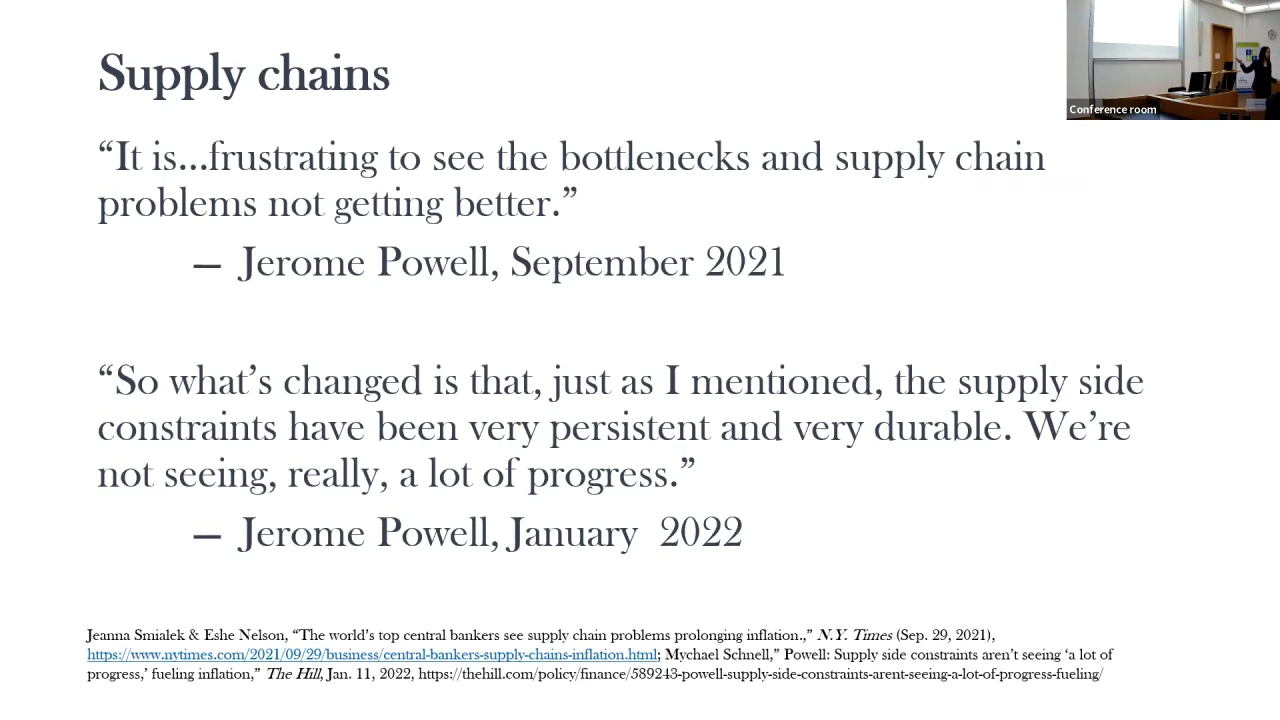 Supply chains
“It is...frustrating to see the bottlenecks and supply chain
problems not getting better.”
— Jerome Powell, September 2021
“So what’s changed is that, just as I mentioned, the supply side
constraints have been very persistent and very durable. We’re
not seeing, really, a lot of progress.”
— Jerome Powell, January 2022
Jeanna Smialek & Eshe Nelson, “The world’s top central bankers see supply chain problems prolonging inflation.,” N.Y. Times (Sep. 29, 2021),
https://www.nytimes.com/2021/09/29/business/central-bankers-supply-chains-inflation.html; Mychael Schnell,” Powell: Supply side constraints aren’t seeing ‘a lot of
progress,’ fueling inflation,” The Hill, Jan. 11, 2022, https://thehill.com/policy/finance/589243-powell-supply-side-constraints-arent-seeing-a-lot-of-progress-fueling/
Conference room